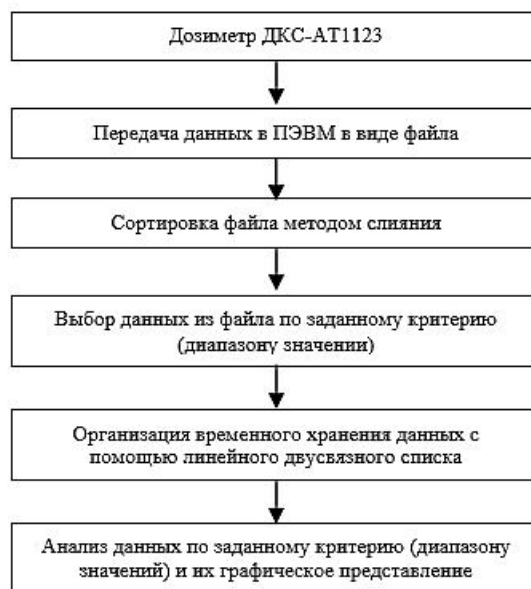 Дозиметр ДКС-АТ1123
Передача данных в ПЭВМ в виде файла
Сортировка файла методом слияния
Выбор данных из файла по заданному критерию
(диапазону значении)
Организация временного хранения данных с
помощью линейного двусвязного списка
Анализ данных по заданному критерию (диапазону
значений) и их графическое представление